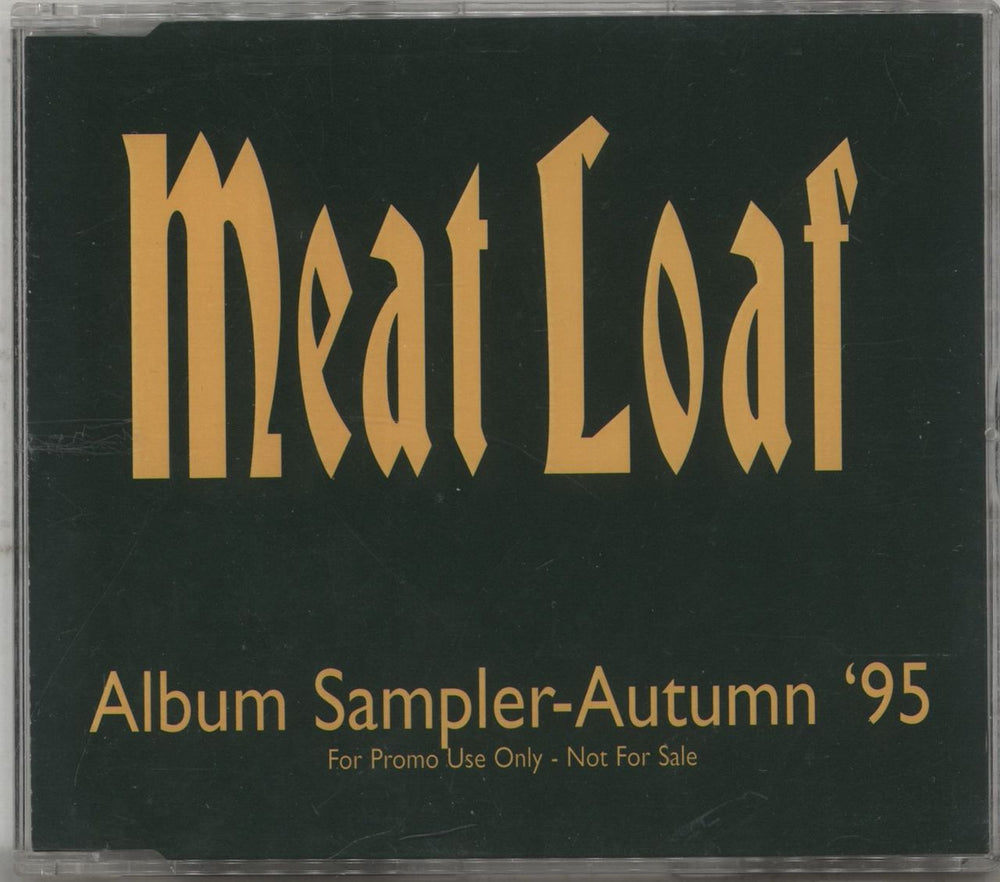 Meat Loaf
Album Sampler-Autumn ‘95
For Promo Use Only - Not For Sale